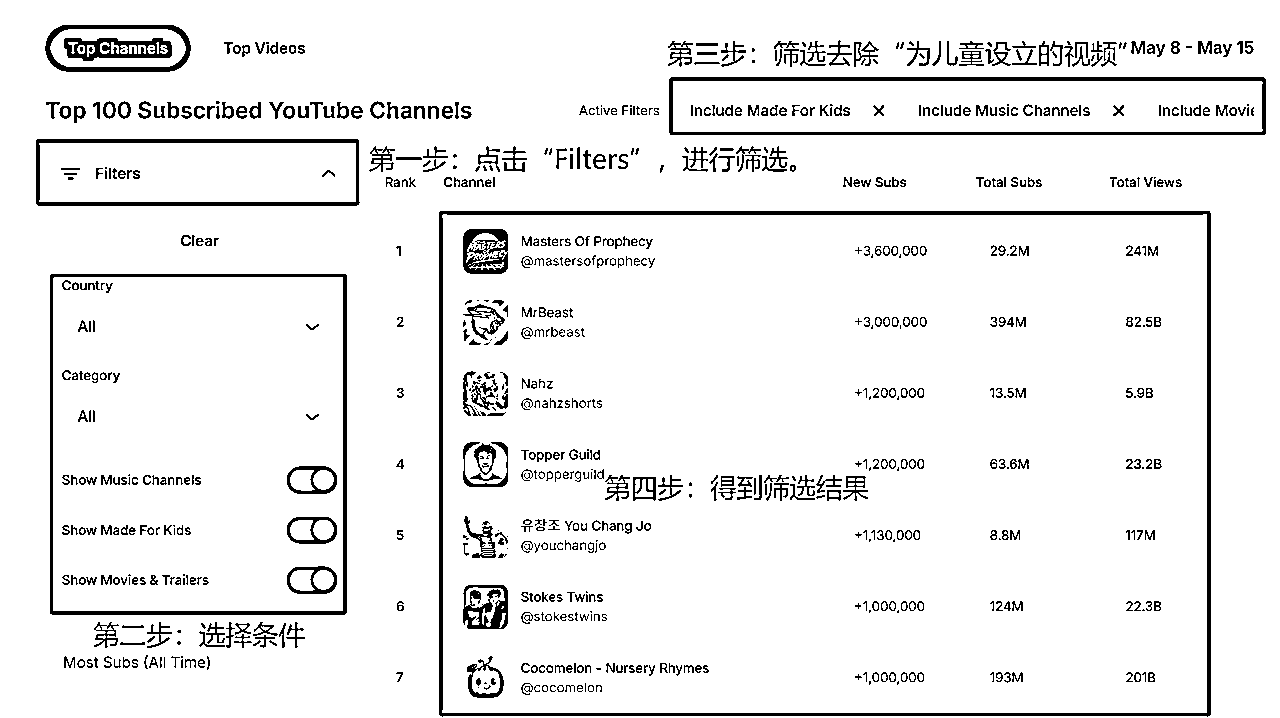 Top Channels
Top Videos
第三步：筛选去除“为儿童设立的视频”
May 8 - May 15
Top 100 Subscribed YouTube Channels
Active Filters
Include Made For Kids ✕
Include Music Channels ✕
Include Movie
Filters
第一步：点击“Filters”，进行筛选。
Rank Channel New Subs Total Subs Total Views
Clear
Country
All
Category
All
Show Music Channels
Show Made For Kids
Show Movies & Trailers
第二步：选择条件
Most Subs (All Time)
1 Masters Of Prophecy +3,600,000 29.2M 241M
@mastersofprophecy
2 MrBeast +3,000,000 394M 82.5B
@mrbeast
3 Nahz +1,200,000 13.5M 5.9B
@nahzshorts
4 Topper Guild +1,200,000 63.6M 23.2B
@topperguild
第四步：得到筛选结果
5 유창조 You Chang Jo +1,130,000 8.8M 117M
@youchangjo
6 Stokes Twins +1,000,000 124M 22.3B
@stokestwins
7 Cocomelon - Nursery Rhymes +1,000,000 193M 201B
@cocomelon